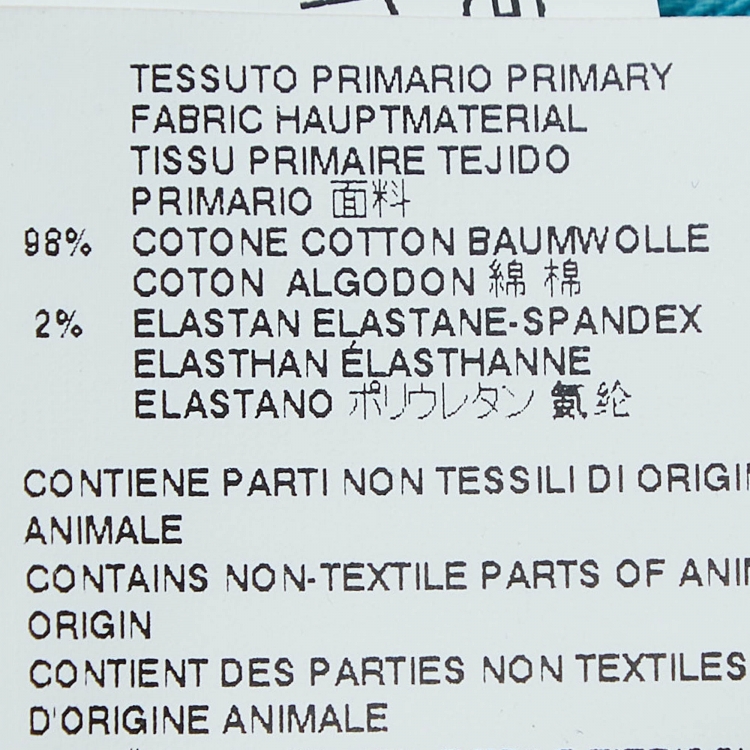 TESSUTO PRIMARIO PRIMARY
FABRIC HAUPTMATERIAL
TISSU PRIMAIRE TEJIDO
PRIMARIO 面料
98% COTONE COTTON BAUMWOLLE
COTON ALGODON 綿 棉
2% ELASTAN ELASTANE-SPANDEX
ELASTHAN ÉLASTHANNE
ELASTANO ポリウレタン 氨纶
CONTIENE PARTI NON TESSILI DI ORIGIN
ANIMALE
CONTAINS NON-TEXTILE PARTS OF ANI
ORIGIN
CONTIENT DES PARTIES NON TEXTILES
D'ORIGINE ANIMALE